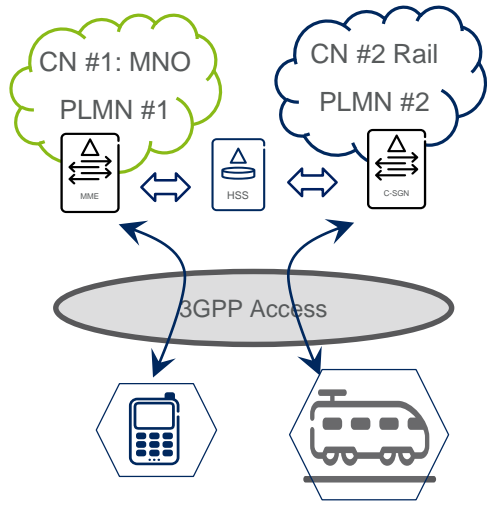 CN #1: MNO
PLMN #1
CN #2 Rail
PLMN #2
MME
HSS
C-SGN
3GPP Access